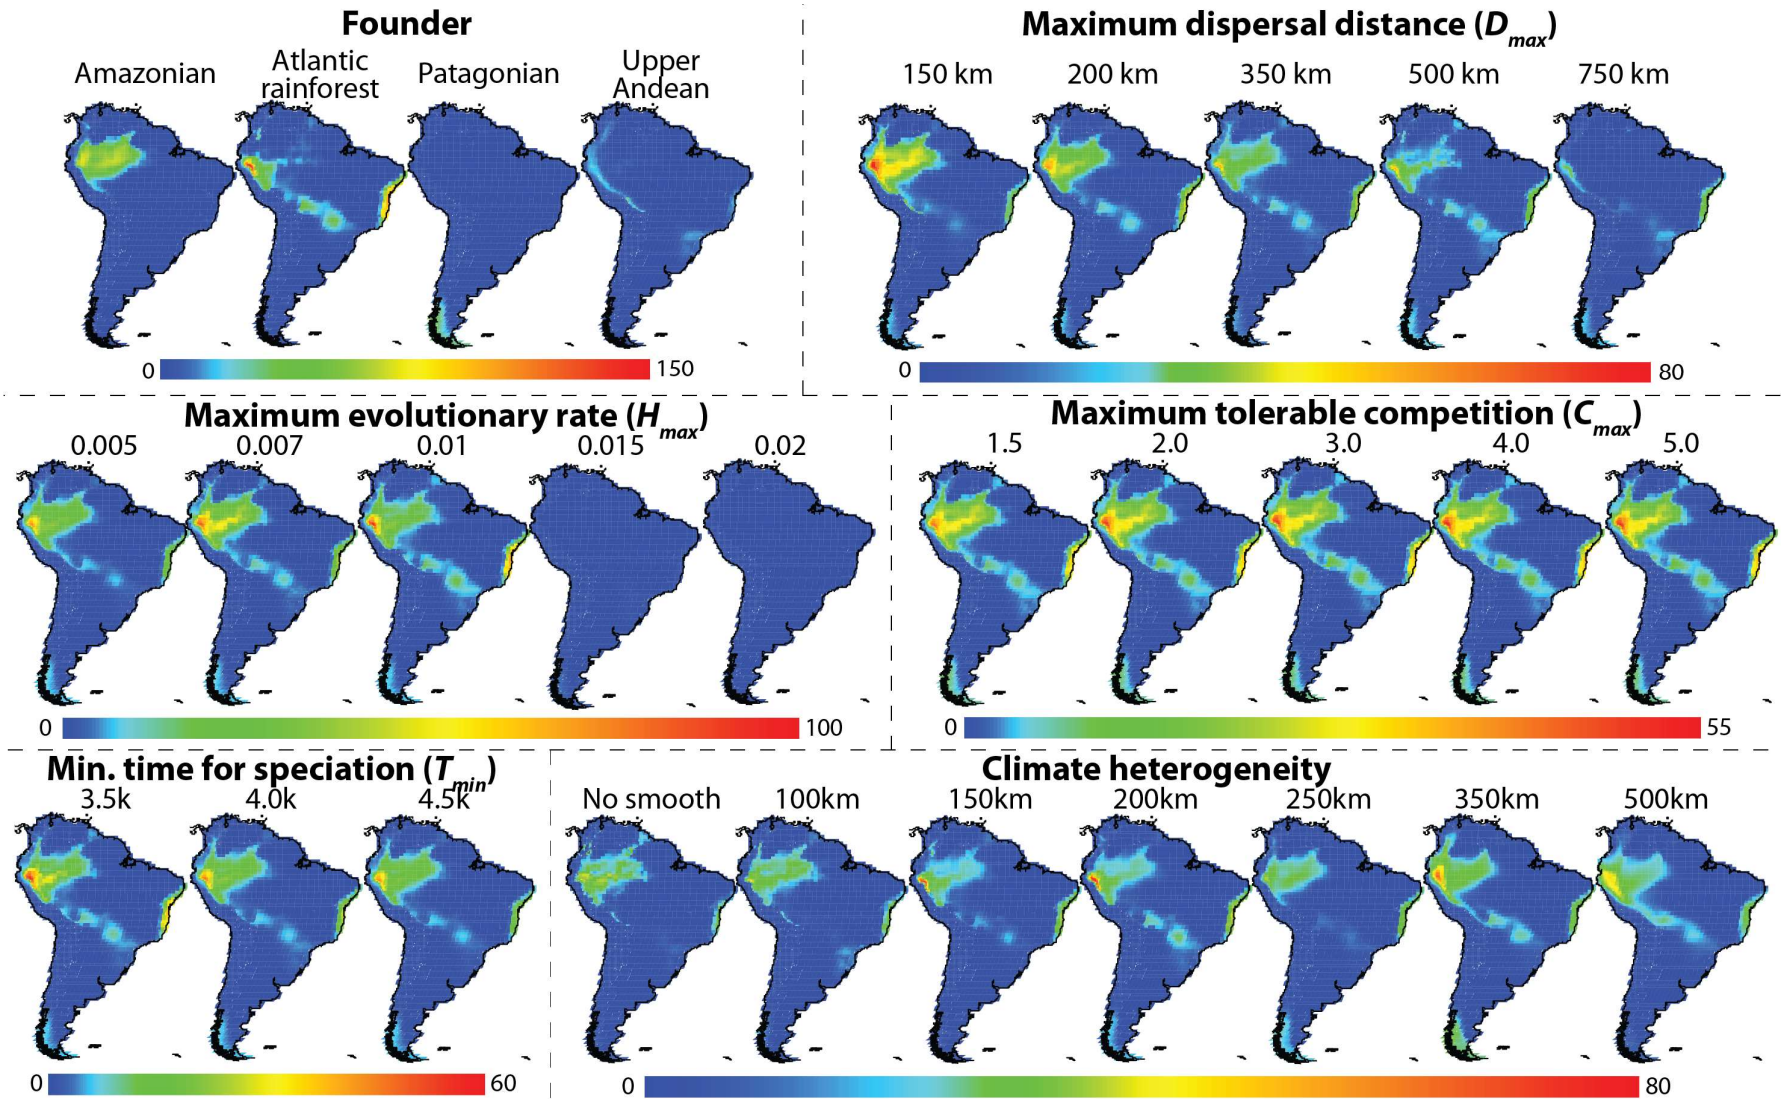 Founder
Amazonian
Atlantic
rainforest
Patagonian
Upper
Andean
0
150
Maximum dispersal distance (Dmax)
150 km
200 km
350 km
500 km
750 km
0
80
Maximum evolutionary rate (Hmax)
0.005
0.007
0.01
0.015
0.02
0
100
Maximum tolerable competition (Cmax)
1.5
2.0
3.0
4.0
5.0
0
55
Min. time for speciation (Tmin)
3.5k
4.0k
4.5k
0
60
Climate heterogeneity
No smooth
100km
150km
200km
250km
350km
500km
0
80